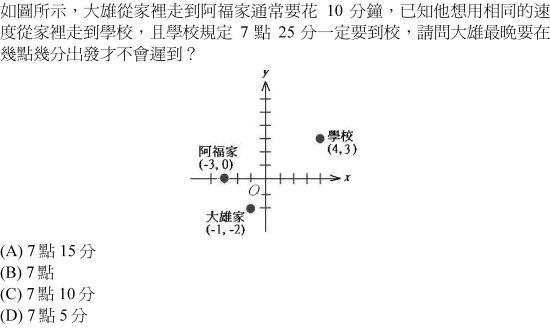 如圖所示，大雄從家裡走到阿福家通常要花 10 分鐘，已知他想用相同的速
度從家裡走到學校，且學校規定 7 點 25 分一定要到校，請問大雄最晚要在
幾點幾分出發才不會遲到？
y
學校
(4, 3)
阿福家
(-3, 0)
x
O
大雄家
(-1, -2)
(A) 7 點 15 分
(B) 7 點
(C) 7 點 10 分
(D) 7 點 5 分